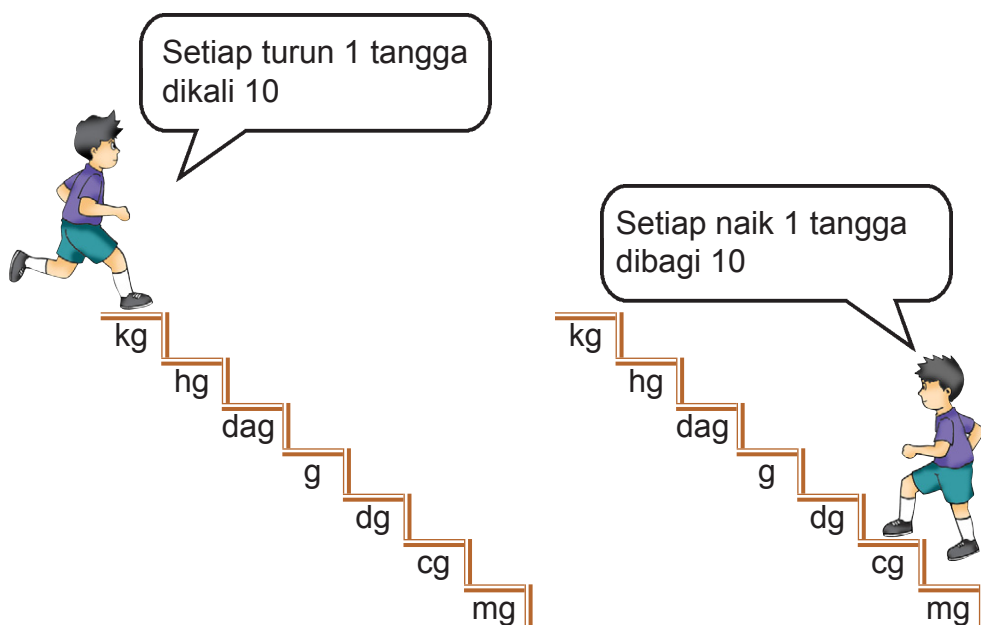 Setiap turun 1 tangga
dikali 10
kg
hg
dag
g
dg
cg
mg
Setiap naik 1 tangga
dibagi 10
kg
hg
dag
g
dg
cg
mg